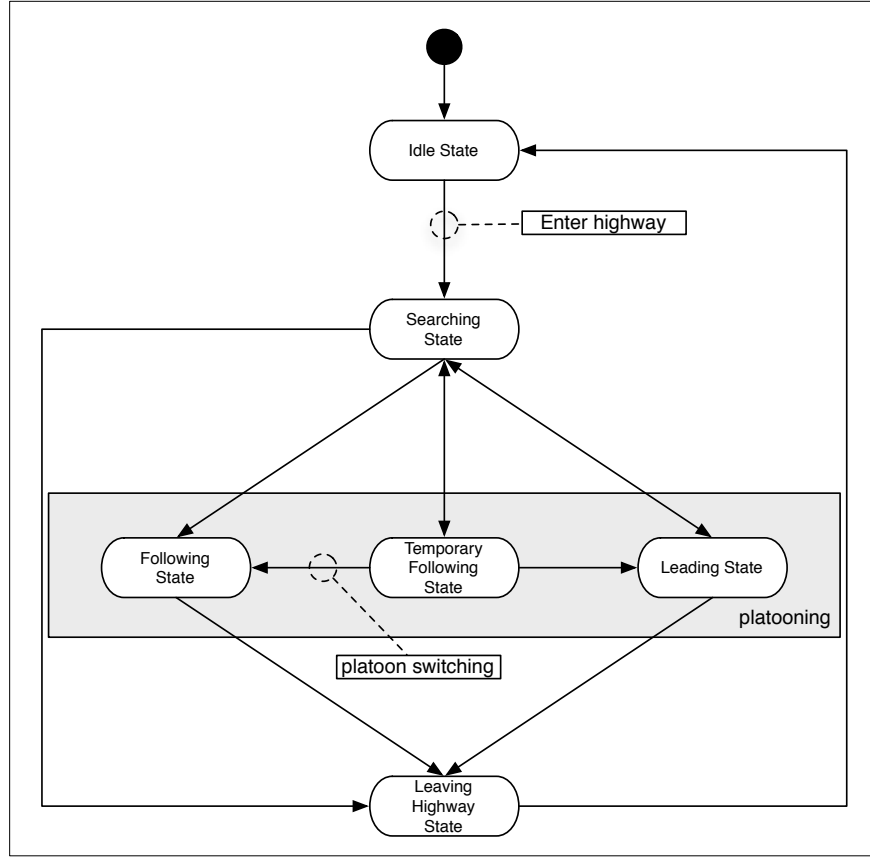 Idle State
Enter highway
Searching
State
Following
State
Temporary
Following
State
Leading State
platooning
platoon switching
Leaving
Highway
State